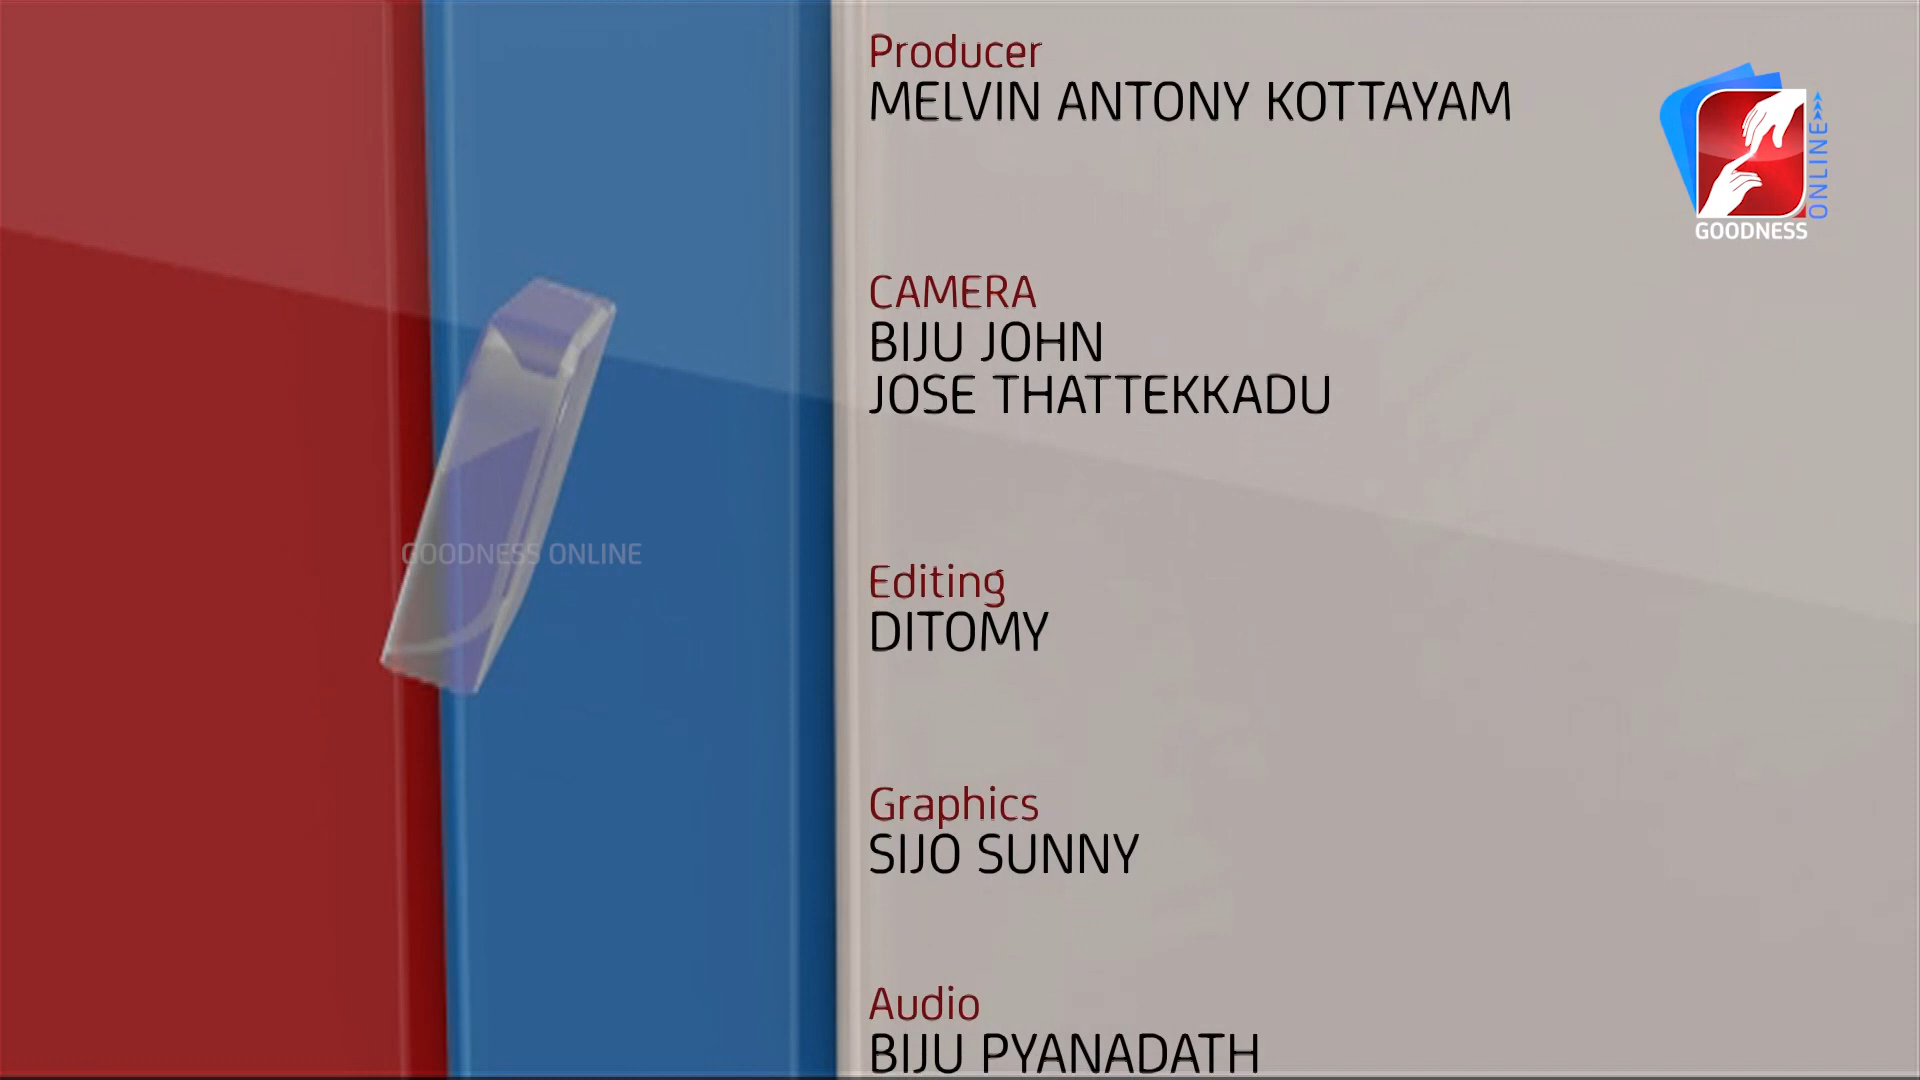 Producer
MELVIN ANTONY KOTTAYAM
CAMERA
BIJU JOHN
JOSE THATTEKKADU
Editing
DITOMY
Graphics
SIJO SUNNY
Audio
BIJU PYANADATH
GOODNESS
ONLINE
GOODNESS ONLINE